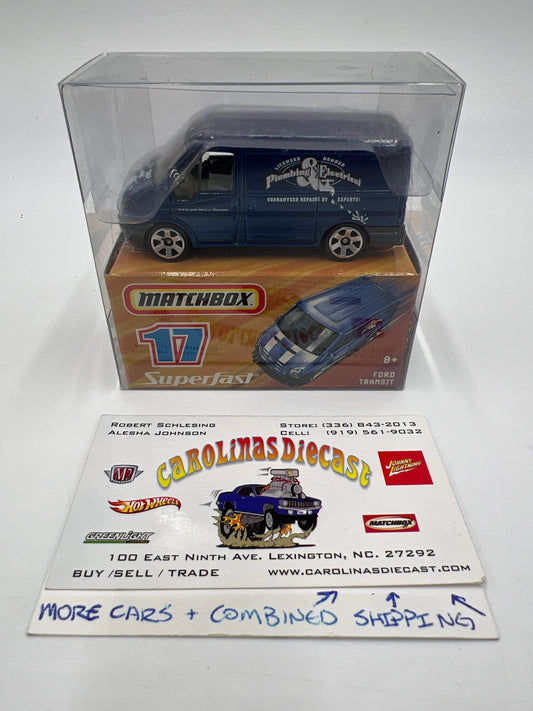 LICENSED & BONDED
Plumbing & Electrical
GUARANTEED REPAIRS BY EXPERTS!
MATCHBOX
17
Superfast
8+
FORD
TRANSIT
ROBERT SCHLESING
ALESHA JOHNSON
STORE: (336) 843-2013
CELL: (919) 561-9032
CAROLINASDIECAST
M2
HOT WHEELS
GREENLIGHT
JOHNNY LIGHTNING
MATCHBOX
100 EAST NINTH AVE. LEXINGTON, NC. 27292
BUY /SELL / TRADE
WWW.CAROLINASDIECAST.COM
MORE CARS + COMBINED SHIPPING